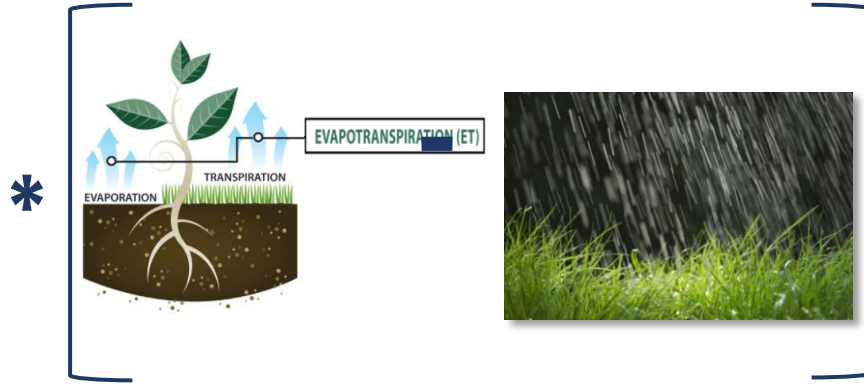 *
EVAPOTRANSPIRATION (ET)
TRANSPIRATION
EVAPORATION